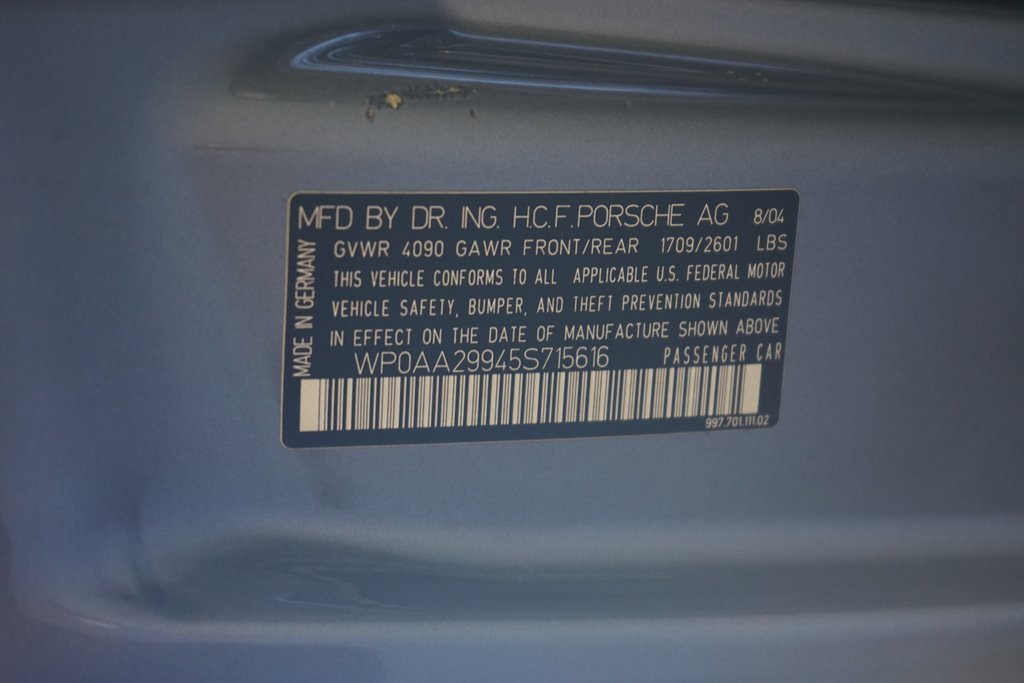 MFD BY DR. ING. H.C.F. PORSCHE AG 8/04
GVWR 4090 GAWR FRONT/REAR 1709/2601 LBS
THIS VEHICLE CONFORMS TO ALL APPLICABLE U.S. FEDERAL MOTOR
VEHICLE SAFETY, BUMPER, AND THEFT PREVENTION STANDARDS
IN EFFECT ON THE DATE OF MANUFACTURE SHOWN ABOVE
WP0AA29945S715616 PASSENGER CAR
997.701.111.02
MADE IN GERMANY